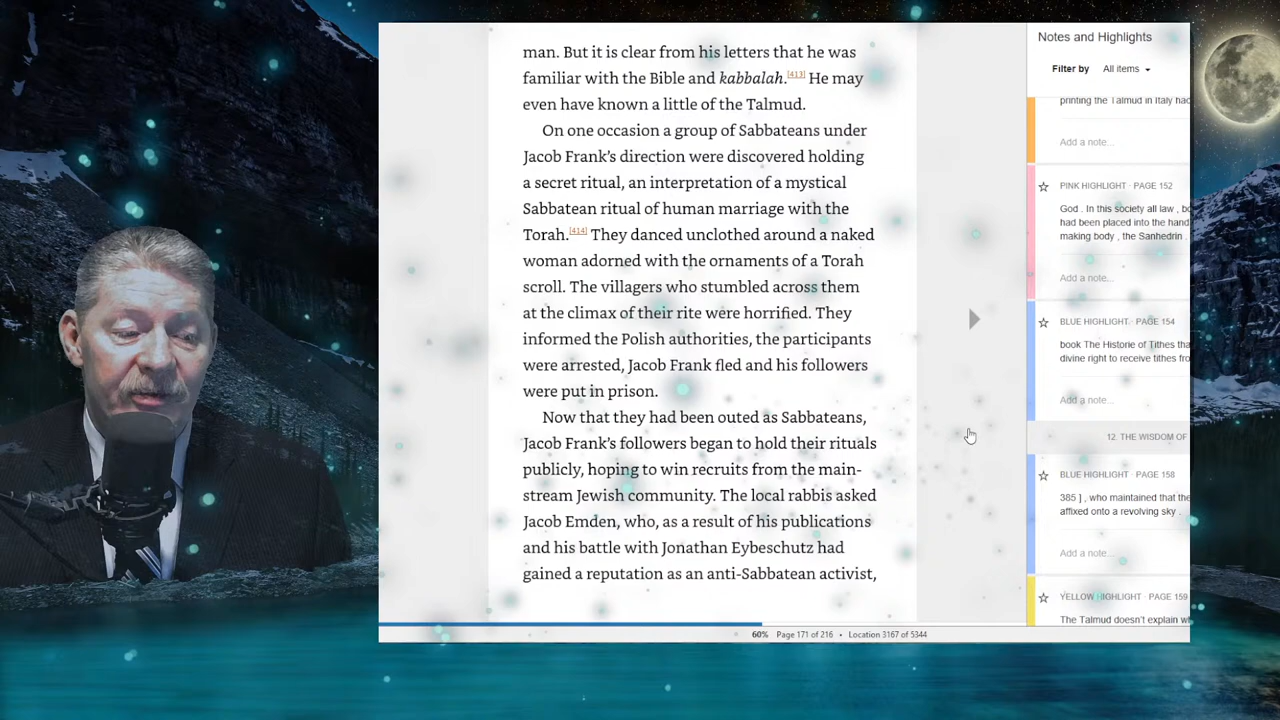 man. But it is clear from his letters that he was
familiar with the Bible and kabbalah.[413] He may
even have known a little of the Talmud.
On one occasion a group of Sabbateans under
Jacob Frank's direction were discovered holding
a secret ritual, an interpretation of a mystical
Sabbatean ritual of human marriage with the
Torah.[414] They danced unclothed around a naked
woman adorned with the ornaments of a Torah
scroll. The villagers who stumbled across them
at the climax of their rite were horrified. They
informed the Polish authorities, the participants
were arrested, Jacob Frank fled and his followers
were put in prison.
Now that they had been outed as Sabbateans,
Jacob Frank's followers began to hold their rituals
publicly, hoping to win recruits from the main-
stream Jewish community. The local rabbis asked
Jacob Emden, who, as a result of his publications
and his battle with Jonathan Eybeschutz had
gained a reputation as an anti-Sabbatean activist,
60% Page 171 of 216 • Location 3167 of 5344
Notes and Highlights
Filter by All items
printing the Talmud in Italy had
Add a note...
PINK HIGHLIGHT · PAGE 152
God . In this society all law , bo
had been placed into the hand
making body , the Sanhedrin .
Add a note...
BLUE HIGHLIGHT · PAGE 154
book The Historie of Tithes tha
divine right to receive tithes fro
Add a note...
12. THE WISDOM OF
BLUE HIGHLIGHT · PAGE 158
385 ] , who maintained that the
affixed onto a revolving sky .
Add a note...
YELLOW HIGHLIGHT · PAGE 159
The Talmud doesn't explain